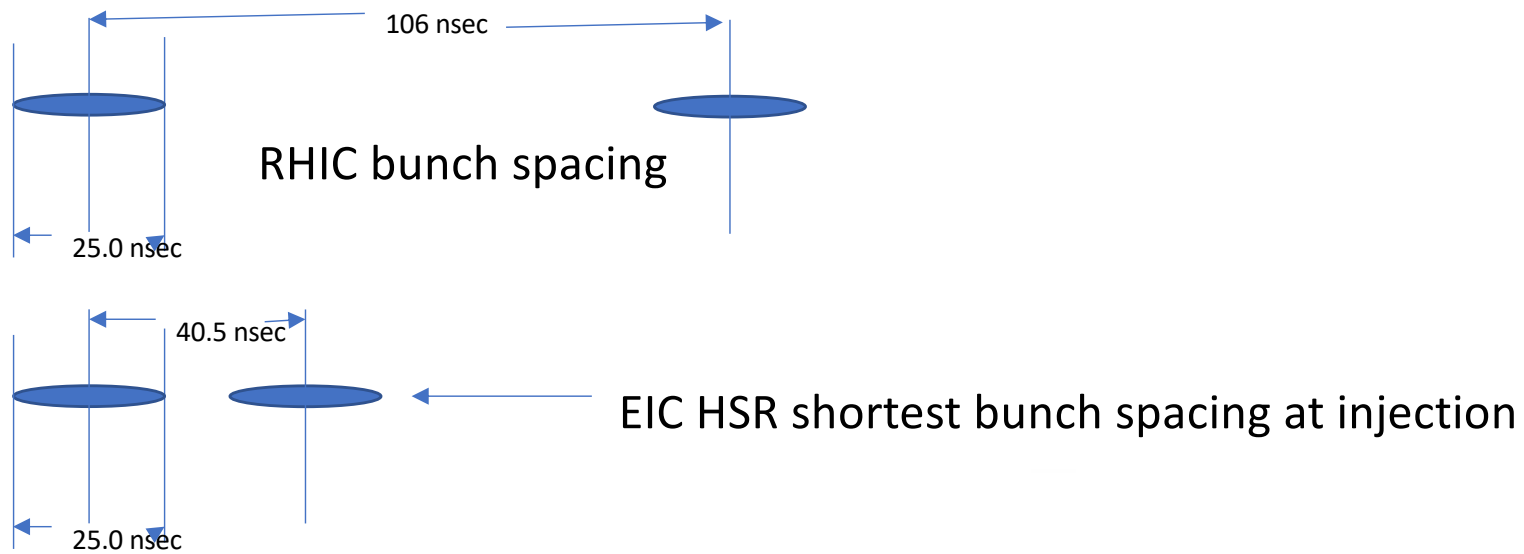 106 nsec
RHIC bunch spacing
25.0 nsec
40.5 nsec
EIC HSR shortest bunch spacing at injection
25.0 nsec